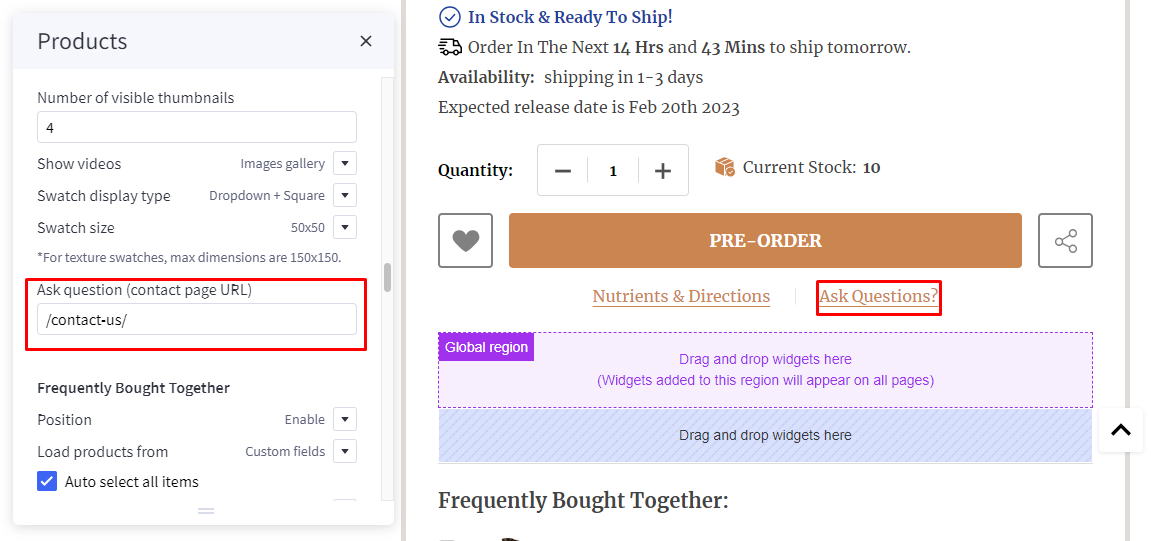 Products
Number of visible thumbnails
4
Show videos Images gallery
Swatch display type Dropdown + Square
Swatch size 50x50
*For texture swatches, max dimensions are 150x150.
Ask question (contact page URL)
/contact-us/
Frequently Bought Together
Position Enable
Load products from Custom fields
Auto select all items
In Stock & Ready To Ship!
Order In The Next 14 Hrs and 43 Mins to ship tomorrow.
Availability: shipping in 1-3 days
Expected release date is Feb 20th 2023
Quantity: 1 Current Stock: 10
PRE-ORDER
Nutrients & Directions Ask Questions?
Global region
Drag and drop widgets here
(Widgets added to this region will appear on all pages)
Drag and drop widgets here
Frequently Bought Together: